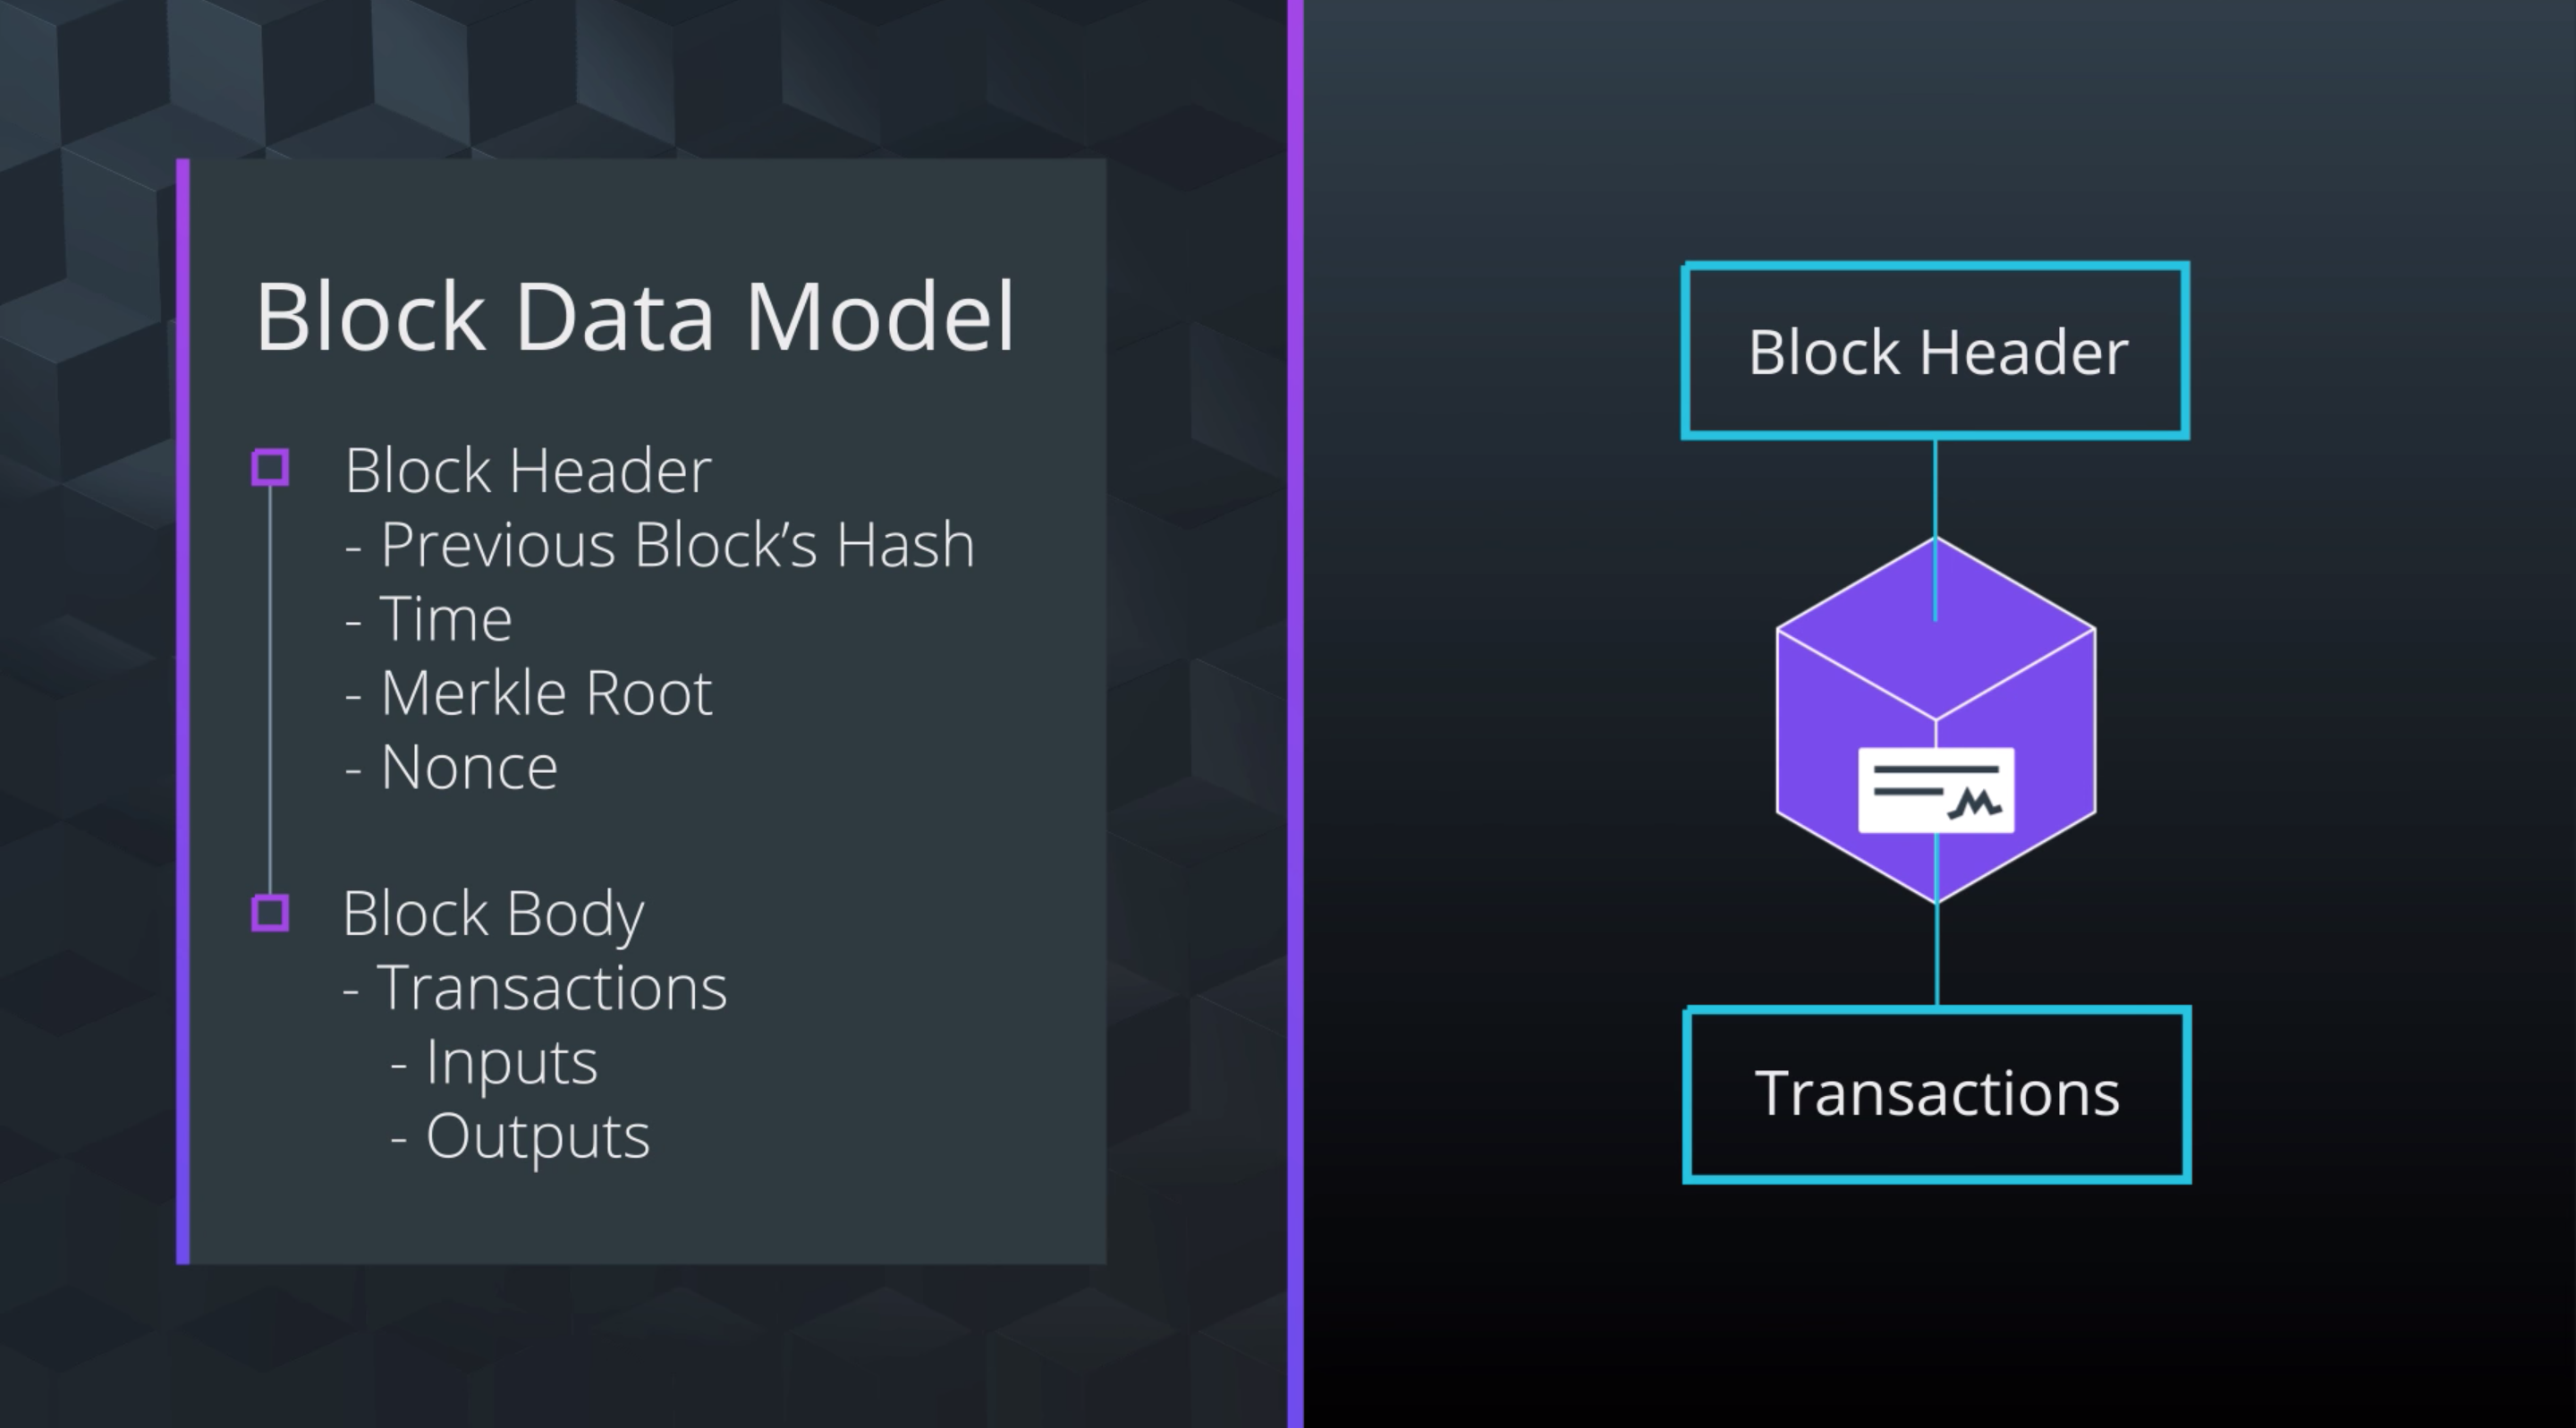 Block Data Model
Block Header
- Previous Block’s Hash
- Time
- Merkle Root
- Nonce
Block Body
- Transactions
- Inputs
- Outputs
Block Header
Transactions